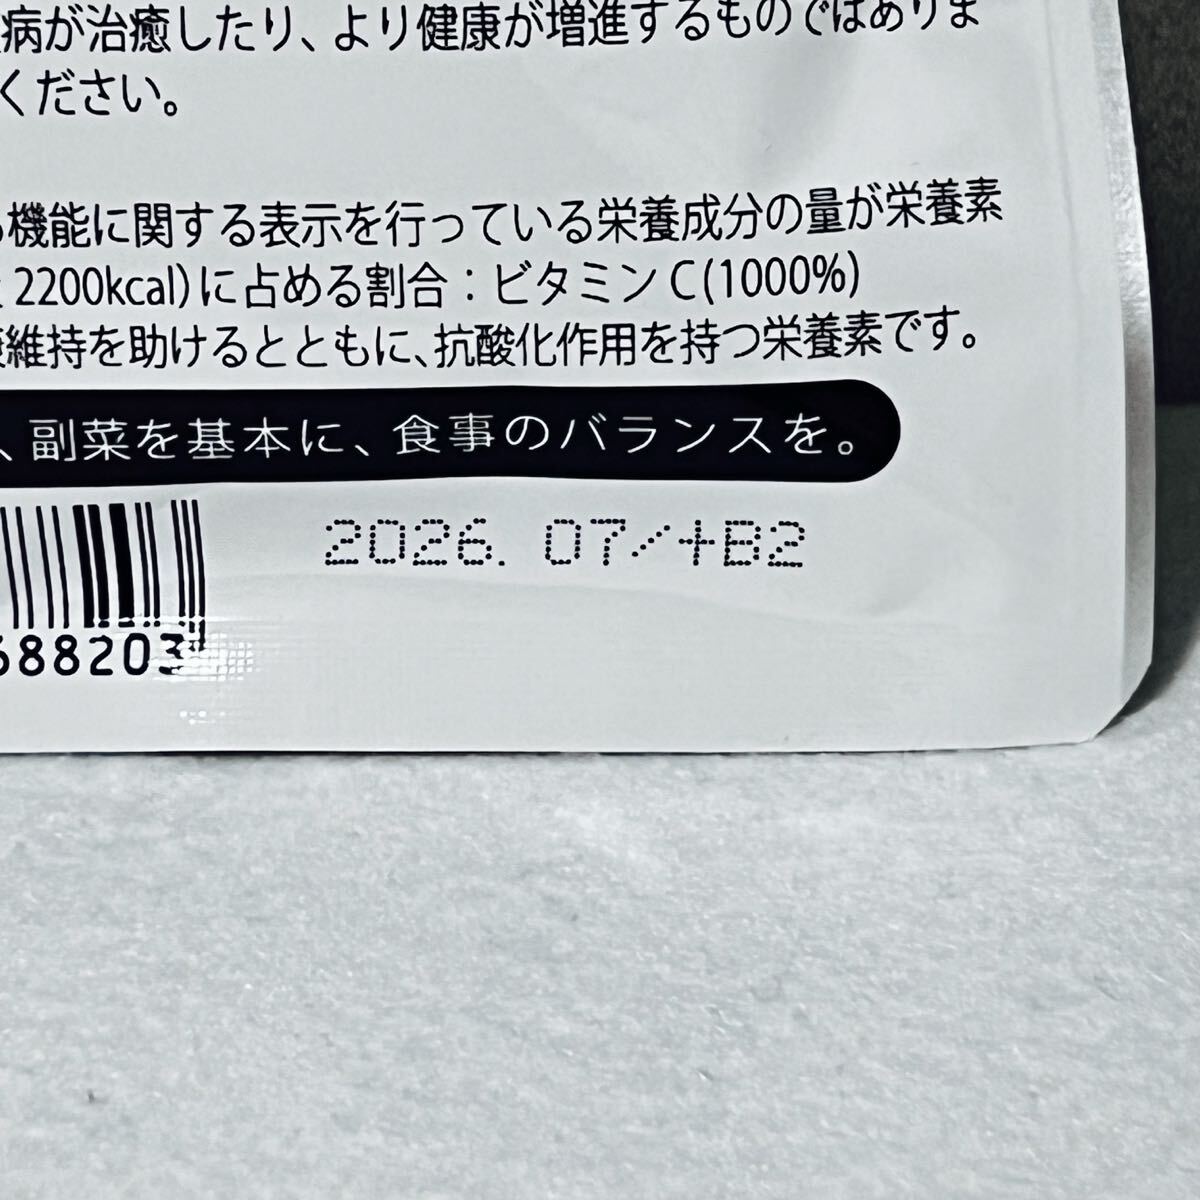 病が治癒したり、より健康が増進するものではありま
ください。
機能に関する表示を行っている栄養成分の量が栄養素
2200kcal)に占める割合：ビタミンC(1000%)
維持を助けるとともに、抗酸化作用を持つ栄養素です。
、副菜を基本に、食事のバランスを。
2026. 07/+B2
688203